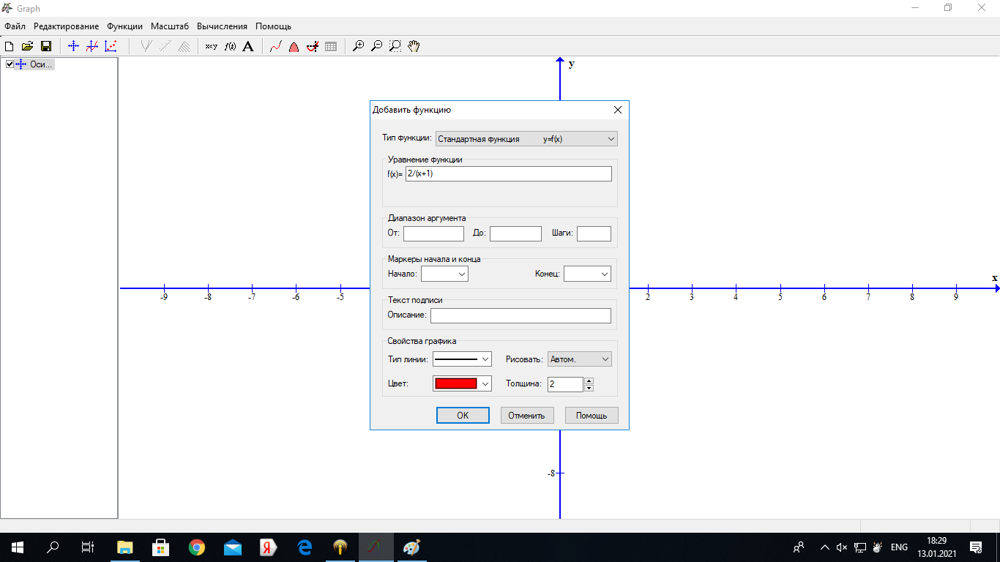 Graph
Файл Редактирование Функции Масштаб Вычисления Помощь
x<y f(x) A
Оси...
y
Добавить функцию
Тип функции: Стандартная функция y=f(x)
Уравнение функции
f(x)= 2/(x+1)
Диапазон аргумента
От: До: Шаги:
Маркеры начала и конца
Начало: Конец:
Текст подписи
Описание:
Свойства графика
Тип линии: Рисовать: Автом.
Цвет: Толщина: 2
OK Отменить Помощь
x
-9 -8 -7 -6 -5 2 3 4 5 6 7 8 9
-8
Я
ENG
18:29
13.01.2021